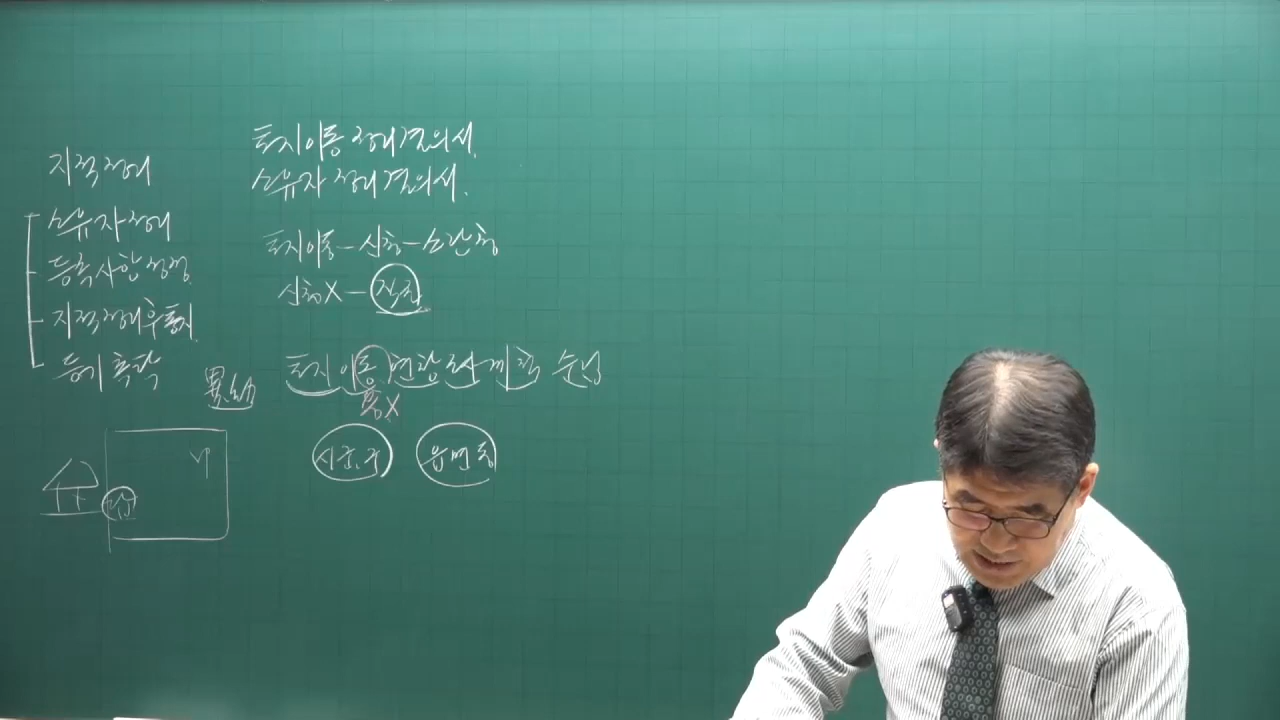 지적정리
소유자정리
등록사항정정
지적정리 후 통지
등기촉탁
토지이동 정리결의서.
소유자 정리결의서.
토지이동-신청-소관청
신청X-직권
토지이동현황조사계획 수립
X
시.군.구 읍면동
답